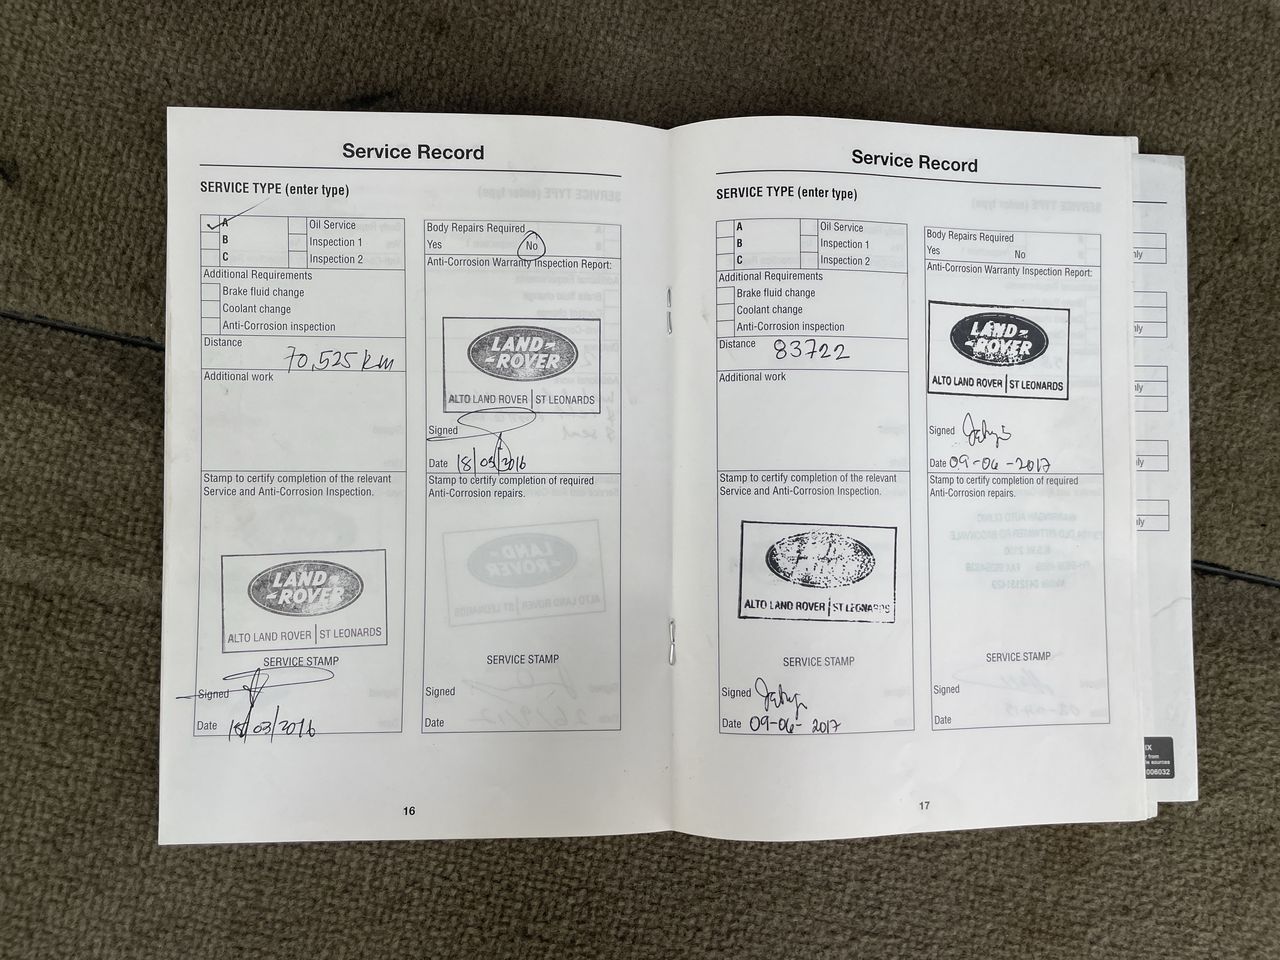 Service Record
SERVICE TYPE (enter type)
A Oil Service
B Inspection 1
C Inspection 2
Additional Requirements
Brake fluid change
Coolant change
Anti-Corrosion inspection
Distance 70,525 km
Additional work
Stamp to certify completion of the relevant
Service and Anti-Corrosion Inspection.
LAND-
-ROVER
ALTO LAND ROVER | ST LEONARDS
SERVICE STAMP
Signed
Date 18/03/2016
Body Repairs Required
Yes No
Anti-Corrosion Warranty Inspection Report:
LAND-
-ROVER
ALTO LAND ROVER | ST LEONARDS
Signed
Date 18/03/2016
Stamp to certify completion of required
Anti-Corrosion repairs.
SERVICE STAMP
Signed
Date
16
Service Record
SERVICE TYPE (enter type)
A Oil Service
B Inspection 1
C Inspection 2
Additional Requirements
Brake fluid change
Coolant change
Anti-Corrosion inspection
Distance 83722
Additional work
Stamp to certify completion of the relevant
Service and Anti-Corrosion Inspection.
ALTO LAND ROVER | ST LEONARDS
SERVICE STAMP
Signed
Date 09-06-2017
Body Repairs Required
Yes No
Anti-Corrosion Warranty Inspection Report:
LAND-
-ROVER
ALTO LAND ROVER | ST LEONARDS
Signed
Date 09-06-2017
Stamp to certify completion of required
Anti-Corrosion repairs.
SERVICE STAMP
Signed
Date
17
006032